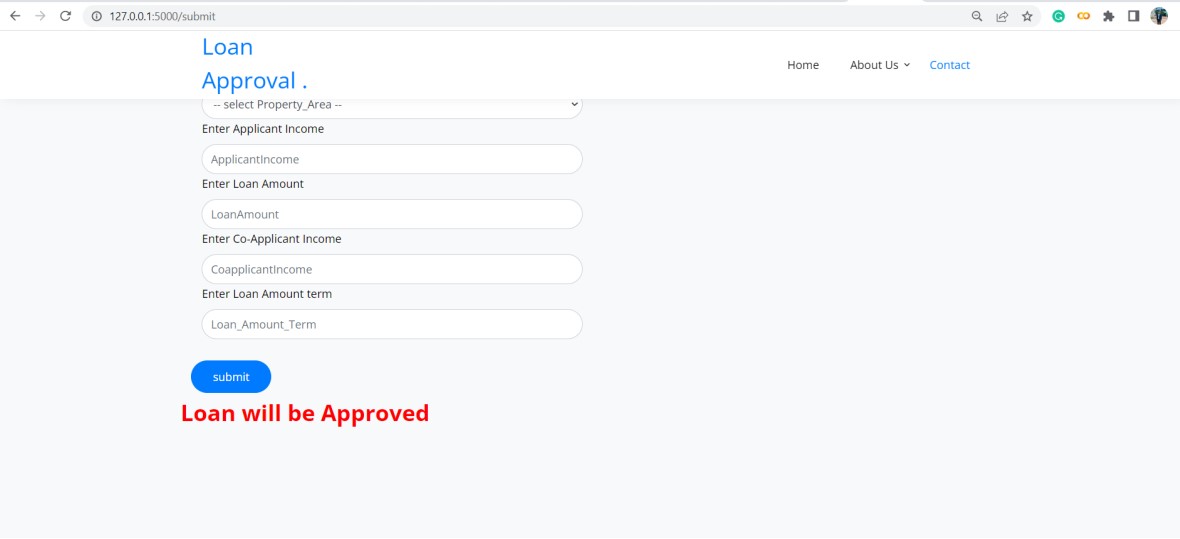 127.0.0.1:5000/submit
Loan
Approval .
Home
About Us
Contact
-- select Property_Area --
Enter Applicant Income
ApplicantIncome
Enter Loan Amount
LoanAmount
Enter Co-Applicant Income
CoapplicantIncome
Enter Loan Amount term
Loan_Amount_Term
submit
Loan will be Approved